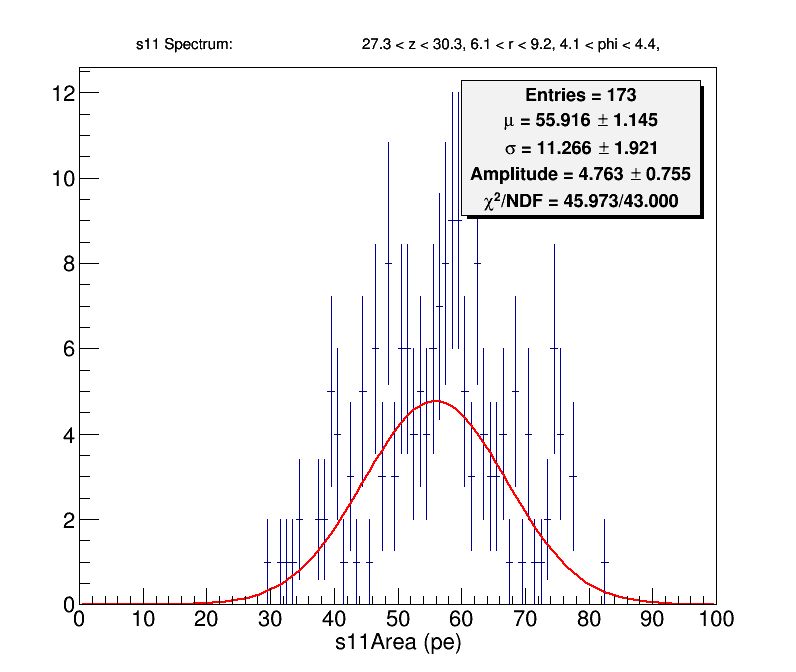 s11 Spectrum: 27.3 < z < 30.3, 6.1 < r < 9.2, 4.1 < phi < 4.4,
Entries = 173
μ = 55.916 ± 1.145
σ = 11.266 ± 1.921
Amplitude = 4.763 ± 0.755
χ²/NDF = 45.973/43.000
12
10
8
6
4
2
0
0 10 20 30 40 50 60 70 80 90 100
s11Area (pe)